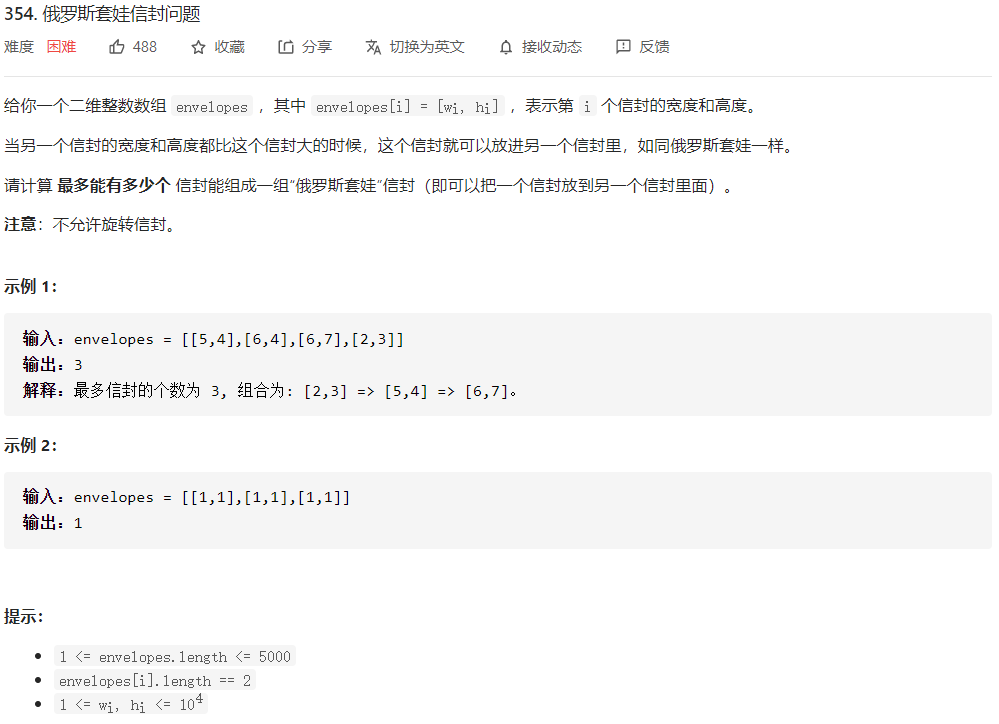 354. 俄罗斯套娃信封问题
难度 困难 488 收藏 分享 切换为英文 接收动态 反馈
给你一个二维整数数组 envelopes ，其中 envelopes[i] = [wi, hi] ，表示第 i 个信封的宽度和高度。
当另一个信封的宽度和高度都比这个信封大的时候，这个信封就可以放进另一个信封里，如同俄罗斯套娃一样。
请计算 最多能有多少个 信封能组成一组“俄罗斯套娃”信封（即可以把一个信封放到另一个信封里面）。
注意：不允许旋转信封。
示例 1：
输入：envelopes = [[5,4],[6,4],[6,7],[2,3]]
输出：3
解释：最多信封的个数为 3, 组合为: [2,3] => [5,4] => [6,7]。
示例 2：
输入：envelopes = [[1,1],[1,1],[1,1]]
输出：1
提示：
1 <= envelopes.length <= 5000
envelopes[i].length == 2
1 <= wi, hi <= 10⁴